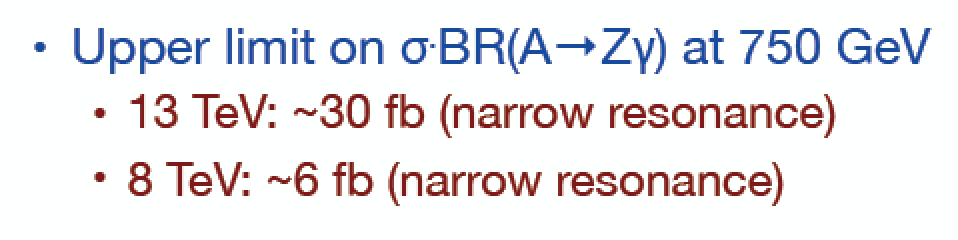 • Upper limit on σ·BR(A→Zγ) at 750 GeV
• 13 TeV: ~30 fb (narrow resonance)
• 8 TeV: ~6 fb (narrow resonance)